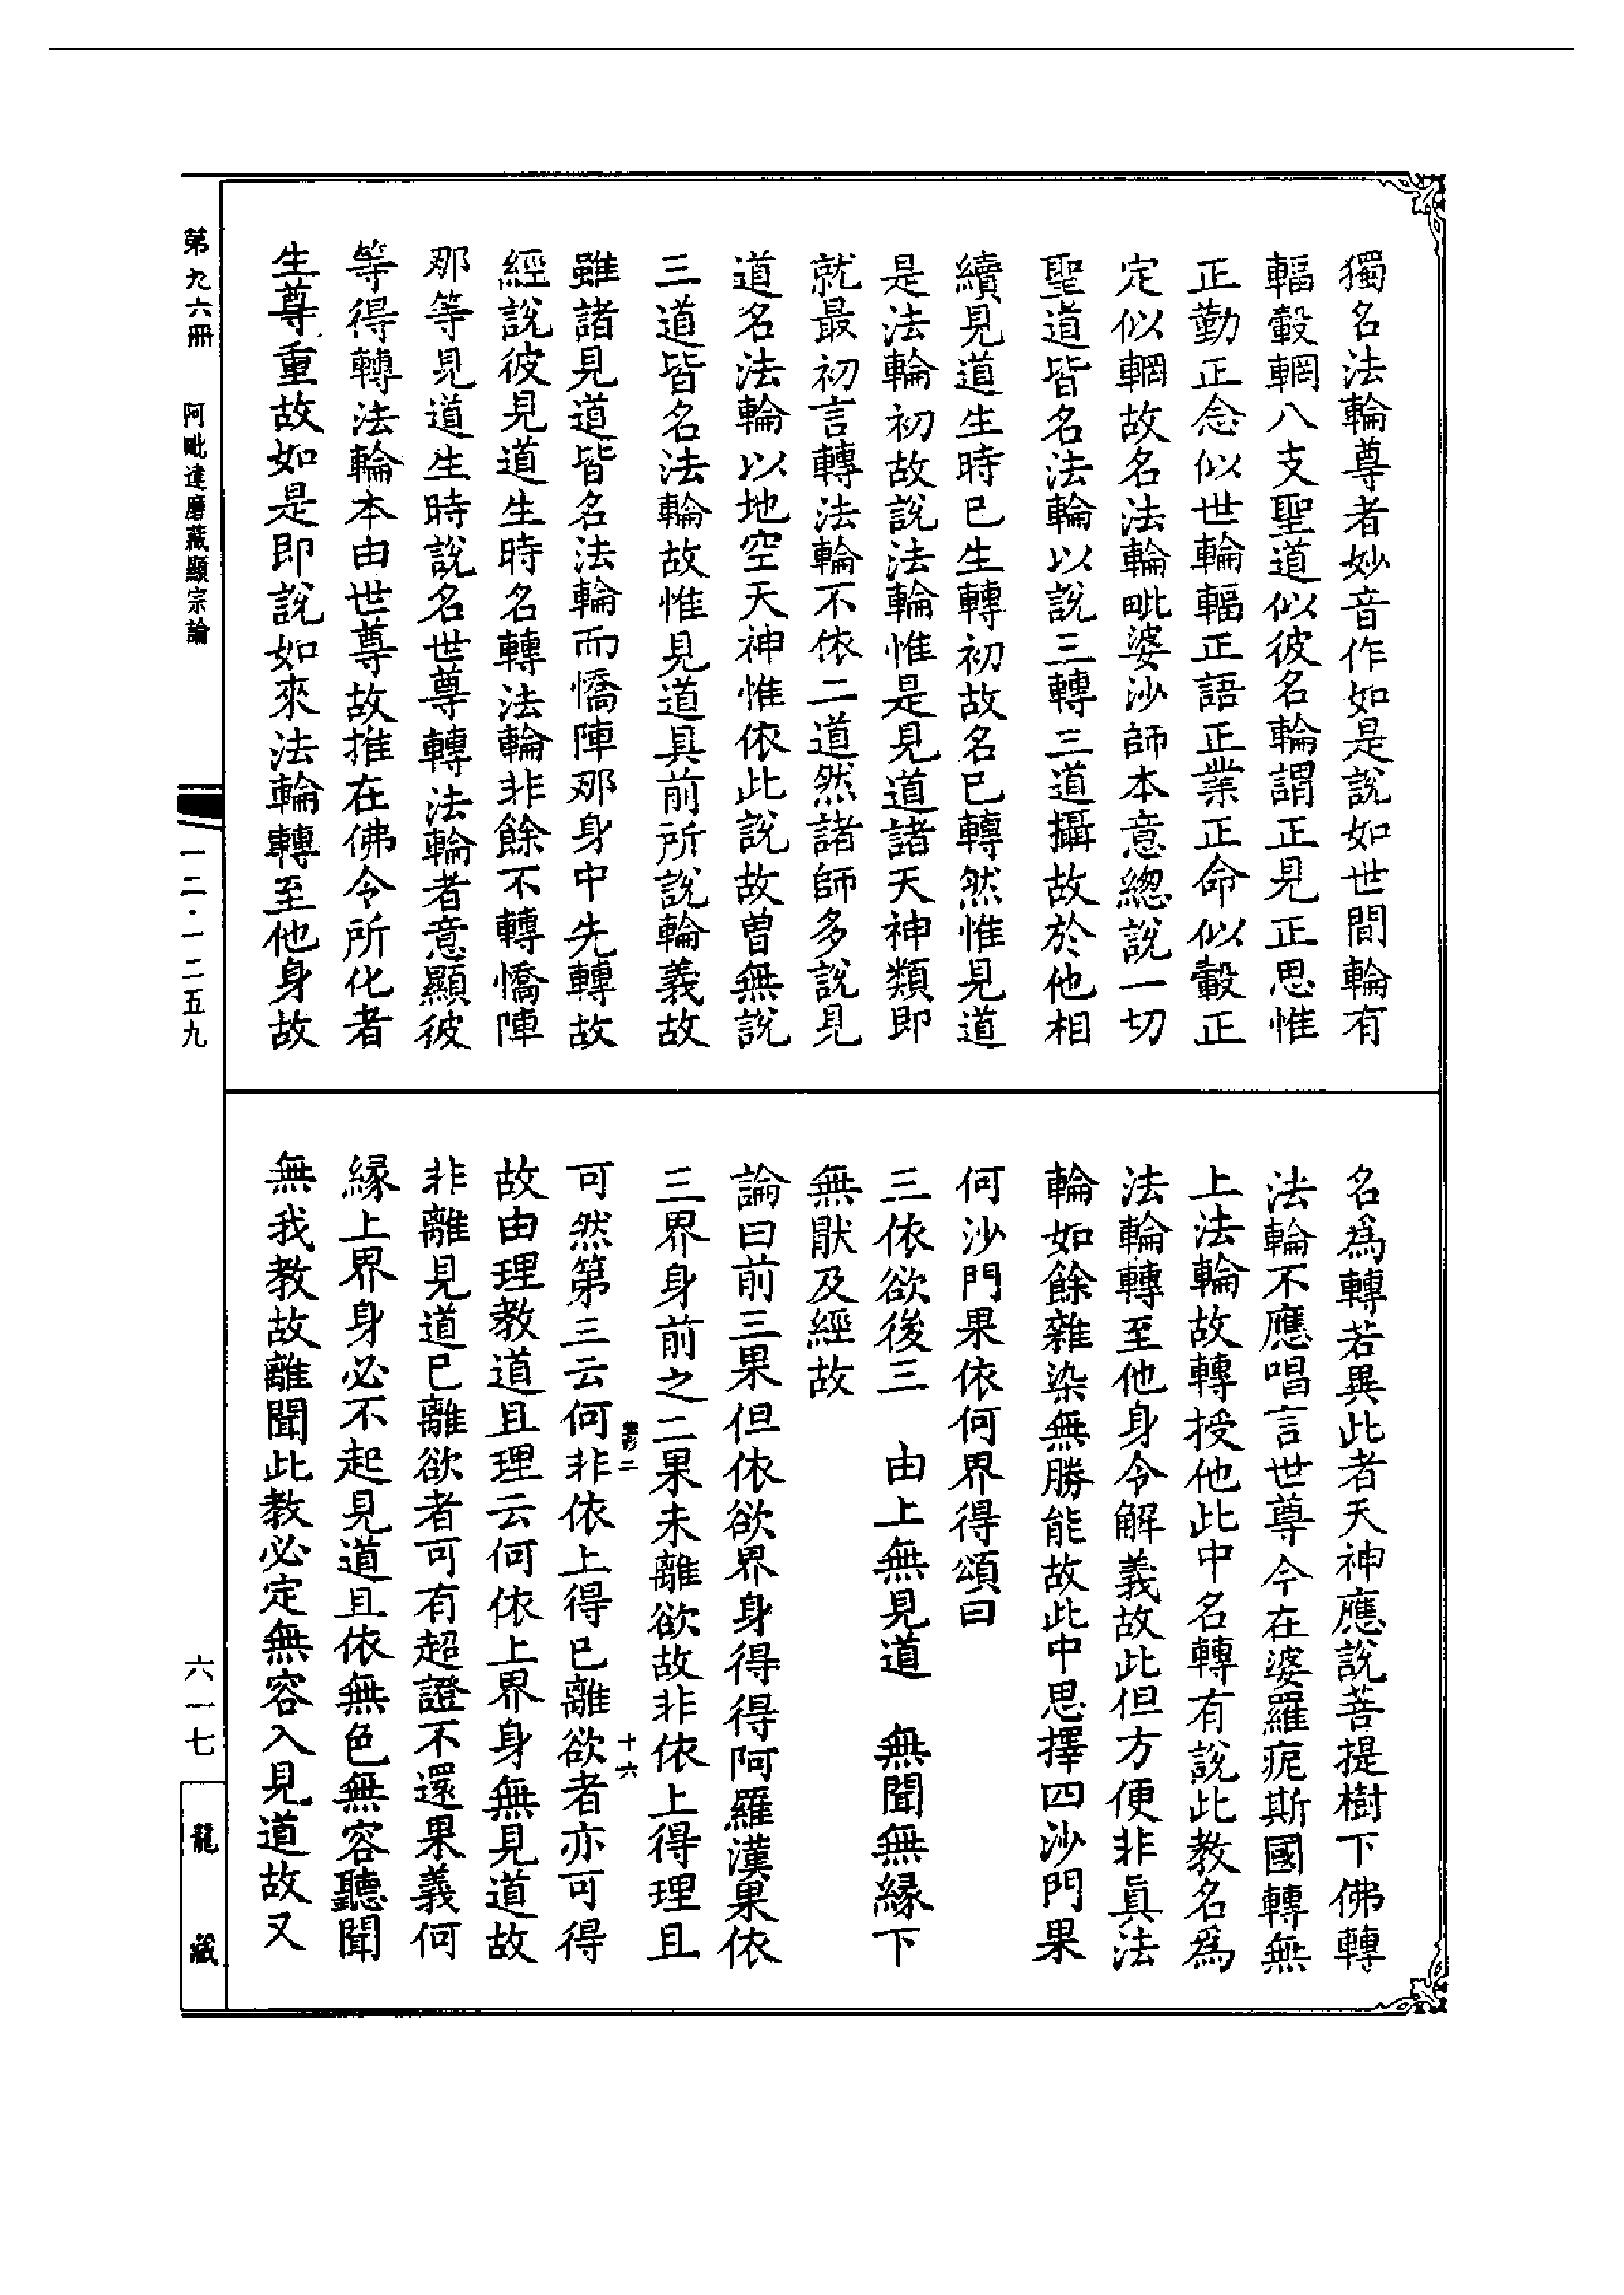 獨名法輪尊者妙音作如是說如世間輪有
輻轂輞八支聖道似彼名輪謂正見正思惟
正勤正念似世輪輻正語正業正命似轂正
定似輞故名法輪毗婆沙師本意總說一切
聖道皆名法輪以說三轉三道攝故於他相
續見道生時已生轉初故名已轉然惟見道
是法輪初故說法輪惟是見道諸天神類即
就最初言轉法輪不依二道然諸師多說見
道名法輪以地空天神惟依此說故曾無說
三道皆名法輪故惟見道具前所說輪義故
雖諸見道皆名法輪而憍陣那身中先轉故
經說彼見道生時名轉法輪非餘不轉憍陣
那等見道生時說名世尊轉法輪者意顯彼
等得轉法輪本由世尊故推在佛令所化者
生尊重故如是即說如來法輪轉至他身故
名爲轉若異此者天神應說菩提樹下佛轉
法輪不應唱言世尊今在婆羅痆斯國轉無
上法輪故轉授他此中名轉有說此教名爲
法輪轉至他身令解義故此但方便非真法
輪如餘雜染無勝能故此中思擇四沙門果
何沙門果依何界得頌曰
三依欲後三　由上無見道　無聞無緣下
無厭及經故
論曰前三果但依欲界身得得阿羅漢果依
三界身前之二果未離欲故非依上得理且
可然第三云何非依上得已離欲者亦可得
故由理教道且理云何依上界身無見道故
非離見道已離欲者可有超證不還果義何
緣上界身必不起見道且依無色無容聽聞
無我教故離聞此教必定無容入見道故又
十六
第九六冊　阿毗達磨藏顯宗論
一二·一二五九
六一七
龍藏